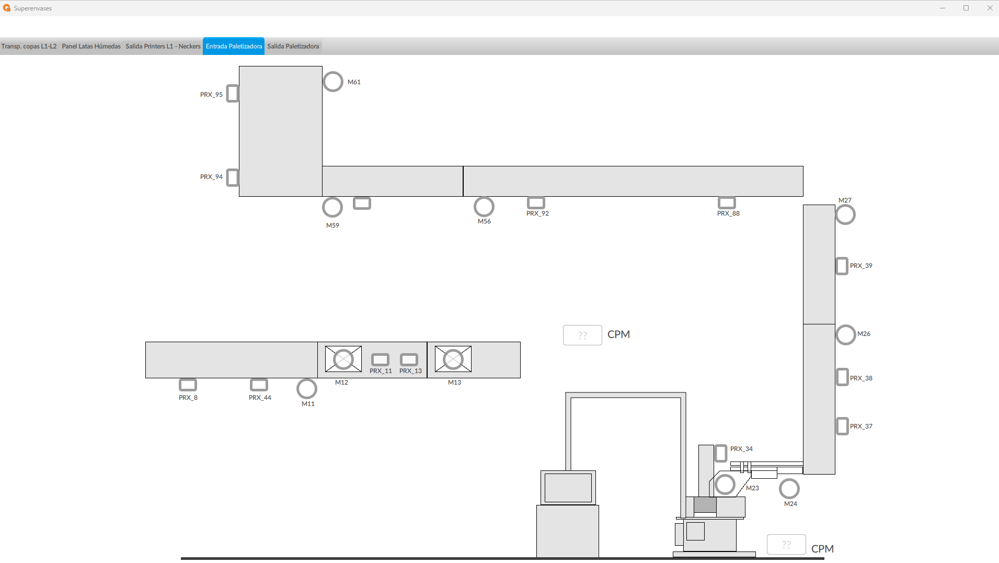 Superenvases
Transp. copas L1-L2 Panel Latas Húmedas Salida Printers L1 - Neckers Entrada Paletizadora Salida Paletizadora
M61
PRX_95
PRX_94
M59
M56
PRX_92
PRX_88
M27
PRX_39
?? CPM
M26
PRX_11 PRX_13
M12 M13
PRX_38
PRX_8 PRX_44 M11
PRX_37
PRX_34
M23
M24
?? CPM